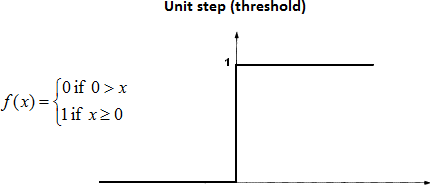 Unit step (threshold)
1
f(x) = {0 if 0 > x
1 if x ≥ 0